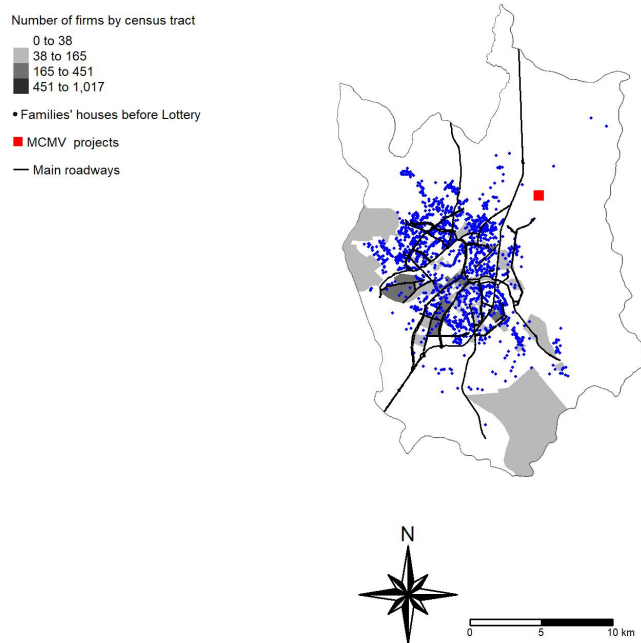 Number of firms by census tract
0 to 38
38 to 165
165 to 451
451 to 1,017
Families' houses before Lottery
MCMV projects
Main roadways
N
0 5 10 km